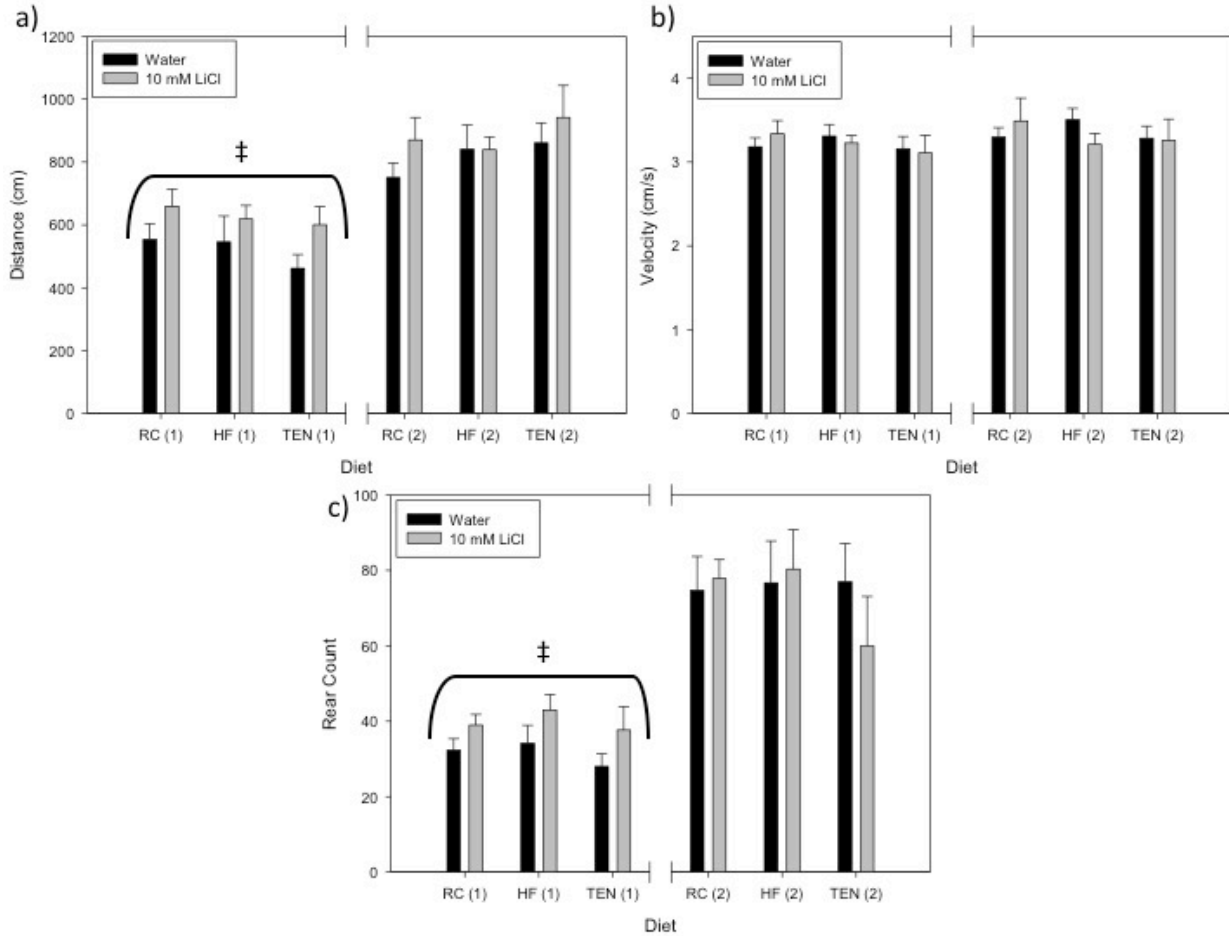 a)
1200
1000
800
600
400
200
0
Distance (cm)
Water
10 mM LiCl
‡
RC (1) HF (1) TEN (1) RC (2) HF (2) TEN (2)
Diet
b)
4
3
2
1
0
Velocity (cm/s)
Water
10 mM LiCl
RC (1) HF (1) TEN (1) RC (2) HF (2) TEN (2)
Diet
c)
100
80
60
40
20
0
Rear Count
Water
10 mM LiCl
‡
RC (1) HF (1) TEN (1) RC (2) HF (2) TEN (2)
Diet